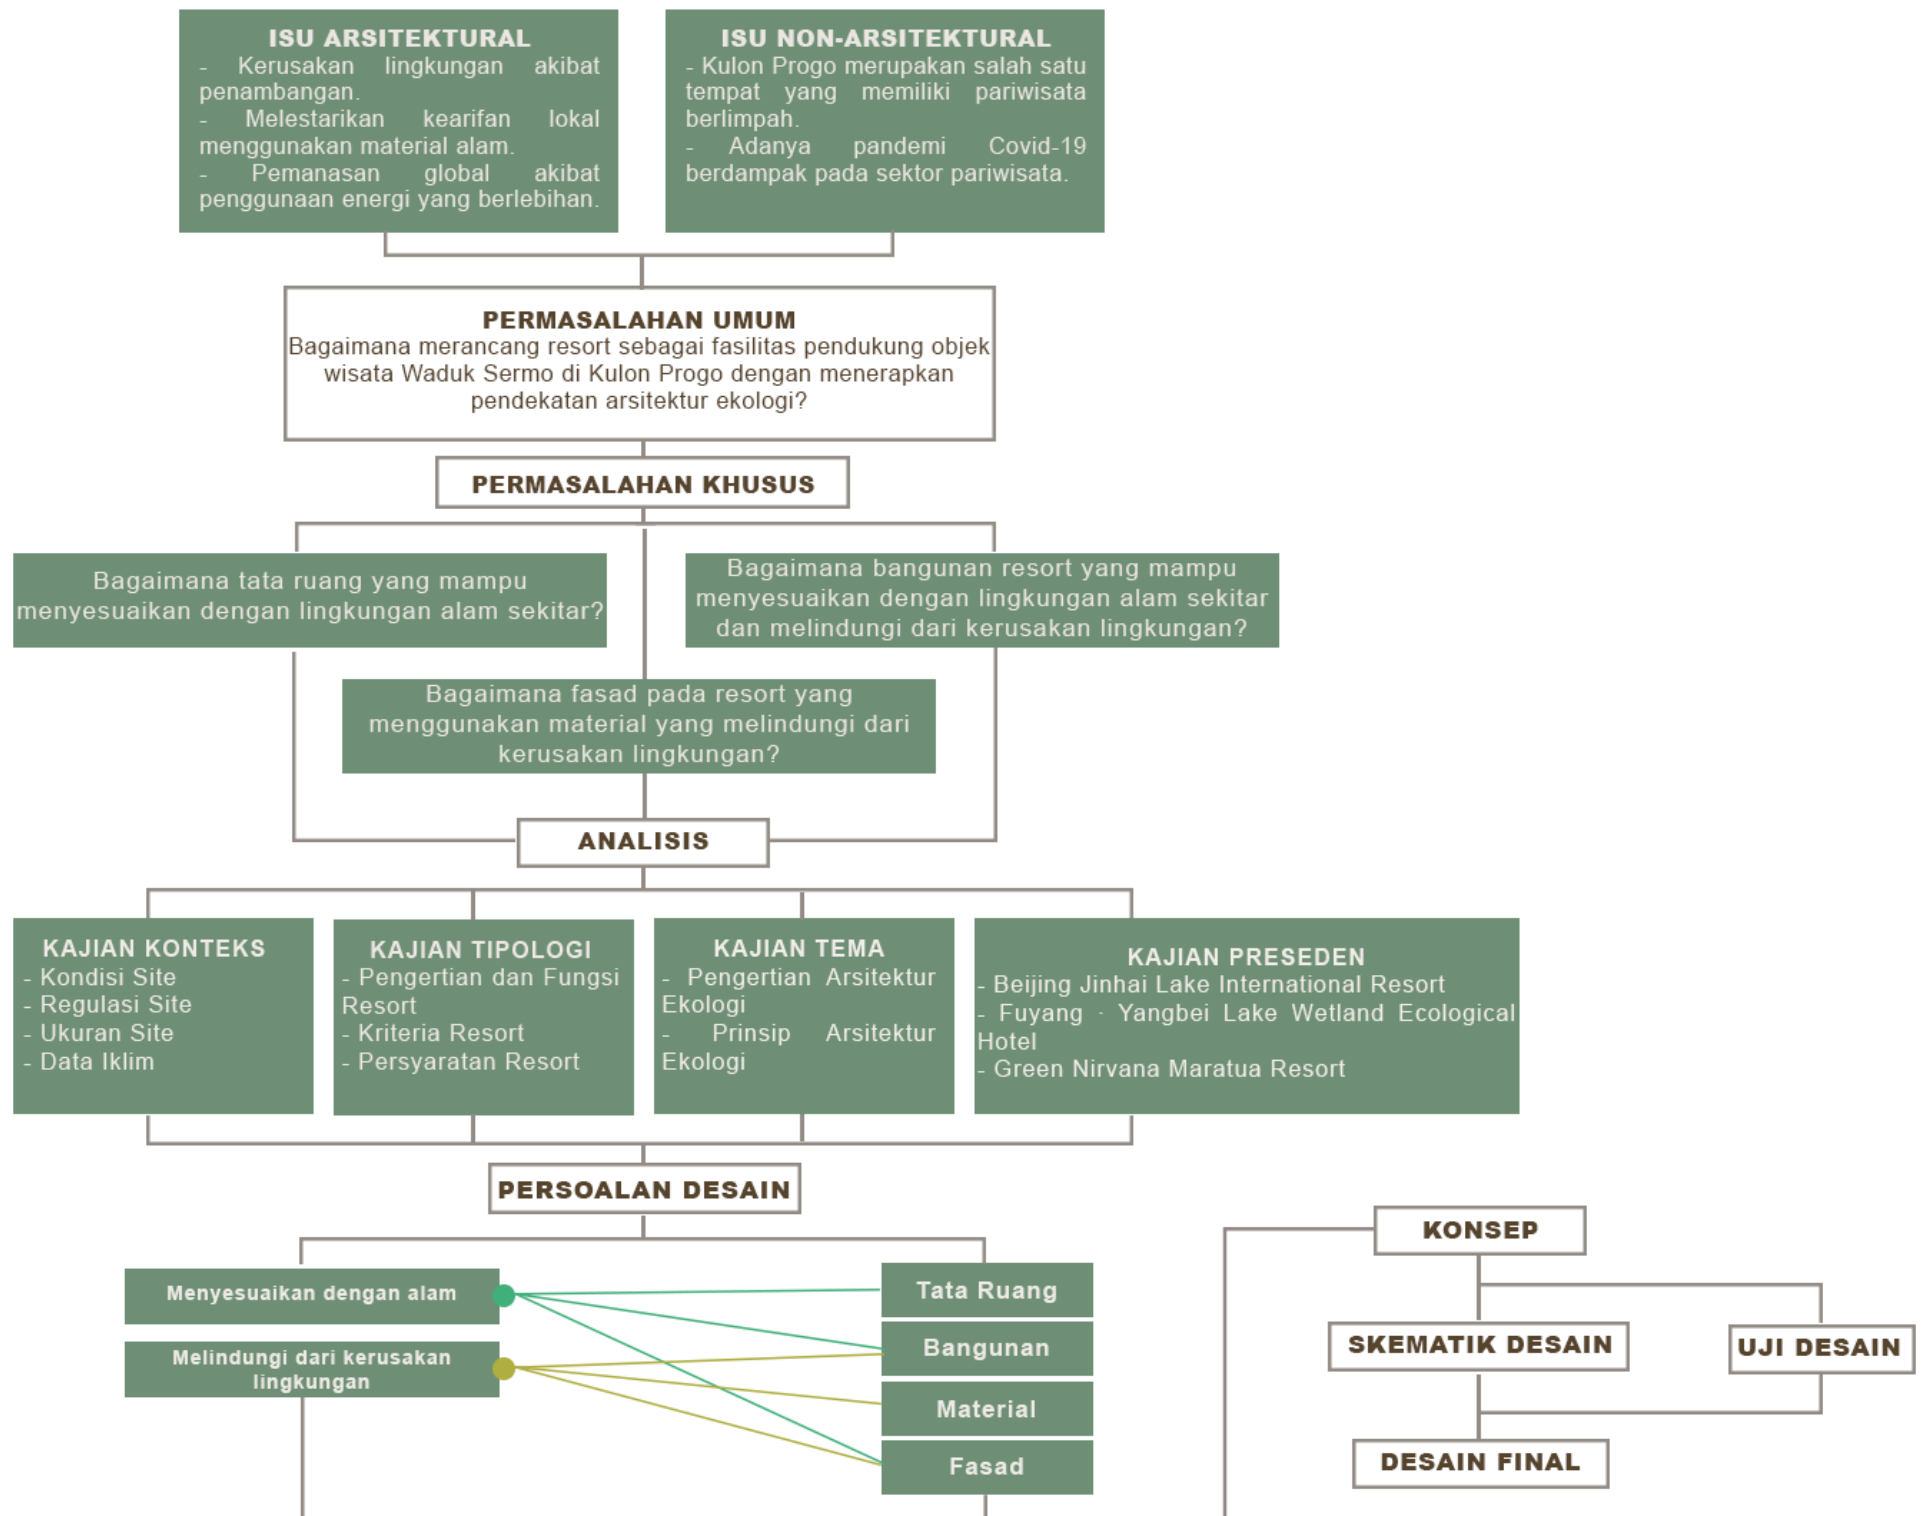 ISU ARSITEKTURAL
- Kerusakan lingkungan akibat
penambangan.
- Melestarikan kearifan lokal
menggunakan material alam.
- Pemanasan global akibat
penggunaan energi yang berlebihan.
ISU NON-ARSITEKTURAL
- Kulon Progo merupakan salah satu
tempat yang memiliki pariwisata
berlimpah.
- Adanya pandemi Covid-19
berdampak pada sektor pariwisata.
PERMASALAHAN UMUM
Bagaimana merancang resort sebagai fasilitas pendukung objek
wisata Waduk Sermo di Kulon Progo dengan menerapkan
pendekatan arsitektur ekologi?
PERMASALAHAN KHUSUS
Bagaimana tata ruang yang mampu
menyesuaikan dengan lingkungan alam sekitar?
Bagaimana bangunan resort yang mampu
menyesuaikan dengan lingkungan alam sekitar
dan melindungi dari kerusakan lingkungan?
Bagaimana fasad pada resort yang
menggunakan material yang melindungi dari
kerusakan lingkungan?
ANALISIS
KAJIAN KONTEKS
- Kondisi Site
- Regulasi Site
- Ukuran Site
- Data Iklim
KAJIAN TIPOLOGI
- Pengertian dan Fungsi
Resort
- Kriteria Resort
- Persyaratan Resort
KAJIAN TEMA
- Pengertian Arsitektur
Ekologi
- Prinsip Arsitektur
Ekologi
KAJIAN PRESEDEN
- Beijing Jinhai Lake International Resort
- Fuyang · Yangbei Lake Wetland Ecological
Hotel
- Green Nirvana Maratua Resort
PERSOALAN DESAIN
Menyesuaikan dengan alam
Melindungi dari kerusakan
lingkungan
Tata Ruang
Bangunan
Material
Fasad
KONSEP
SKEMATIK DESAIN
UJI DESAIN
DESAIN FINAL